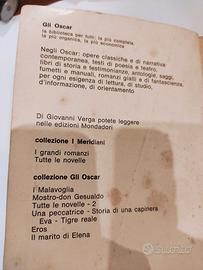 Gli Oscar
la biblioteca per tutti: la più completa,
la più organica, la più economica
Negli Oscar: opere classiche e di narrativa
contemporanea, testi di poesia e teatro,
libri di storia e testimonianze, antologie, saggi,
fumetti e manuali, romanzi gialli e di fantascienza,
per ogni esigenza di lettura, di studio,
d'informazione, di orientamento
Di Giovanni Verga potete leggere
nelle edizioni Mondadori
collezione I Meridiani
I grandi romanzi
Tutte le novelle
collezione Gli Oscar
I Malavoglia
Mostro-don Gesualdo
Tutte le novelle - 2
Una peccatrice - Storia di una capinera
Eva - Tigre reale
Eros
Il marito di Elena
subito.it